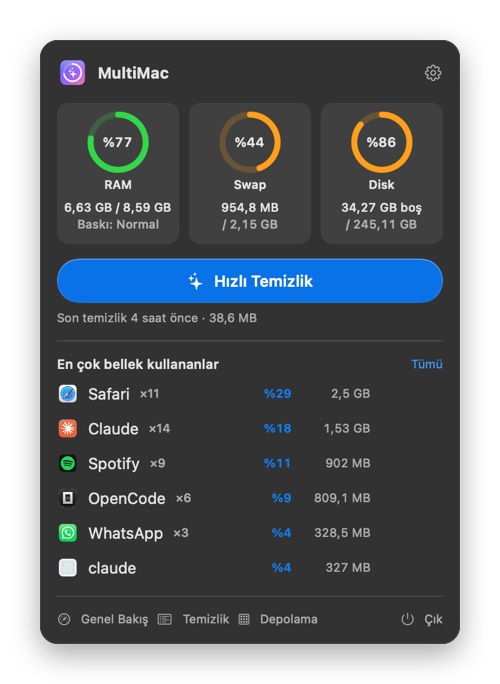 MultiMac
%77 %44 %86
RAM Swap Disk
6,63 GB / 8,59 GB 954,8 MB 34,27 GB boş
Baskı: Normal / 2,15 GB / 245,11 GB
Hızlı Temizlik
Son temizlik 4 saat önce · 38,6 MB
En çok bellek kullananlar Tümü
Safari ×11 %29 2,5 GB
Claude ×14 %18 1,53 GB
Spotify ×9 %11 902 MB
OpenCode ×6 %9 809,1 MB
WhatsApp ×3 %4 328,5 MB
claude %4 327 MB
Genel Bakış Temizlik Depolama Çık